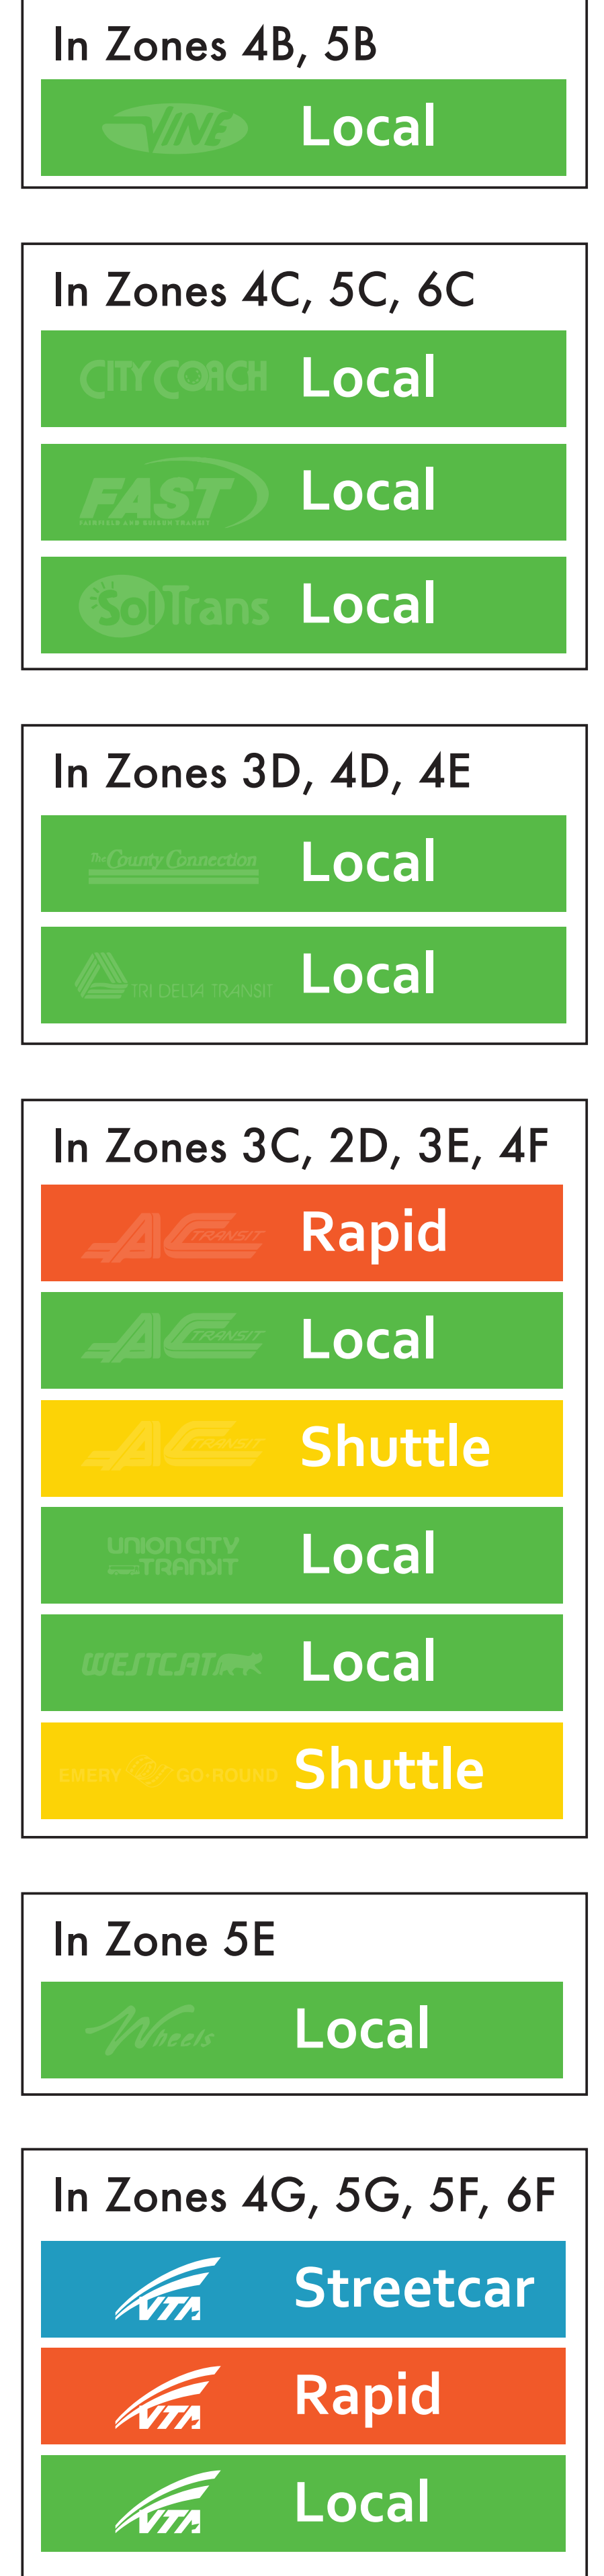 In Zones 4B, 5B
VINE Local
In Zones 4C, 5C, 6C
CITY COACH Local
FAST Local
FAIRFIELD AND SUISUN TRANSIT
SolTrans Local
In Zones 3D, 4D, 4E
The County Connection Local
TRI DELTA TRANSIT Local
In Zones 3C, 2D, 3E, 4F
AC TRANSIT Rapid
AC TRANSIT Local
AC TRANSIT Shuttle
UNION CITY
TRANSIT Local
WESTCAT Local
EMERY GO-ROUND Shuttle
In Zone 5E
Wheels Local
In Zones 4G, 5G, 5F, 6F
VTA Streetcar
VTA Rapid
VTA Local